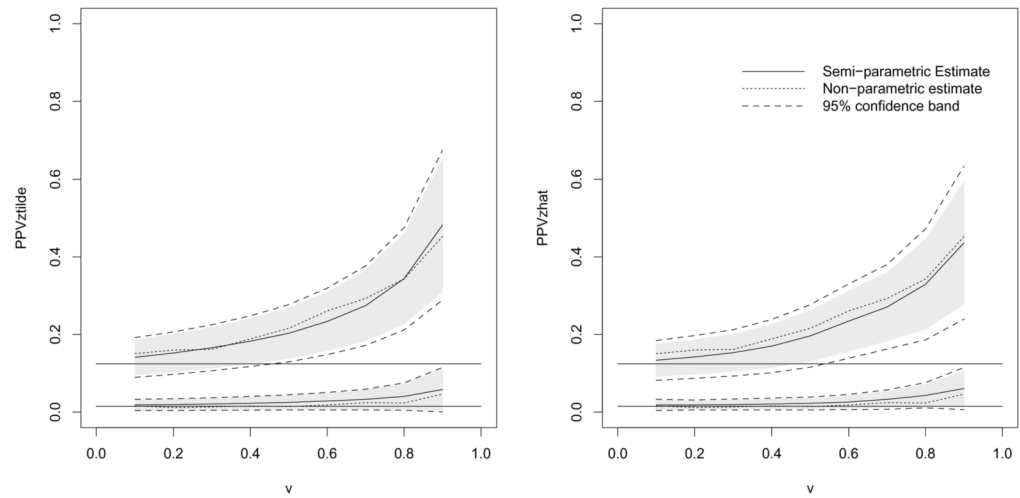 PPVztilde
1.0
0.8
0.6
0.4
0.2
0.0
0.0 0.2 0.4 0.6 0.8 1.0
v
PPVzhat
1.0
0.8
0.6
0.4
0.2
0.0
Semi−parametric Estimate
Non−parametric estimate
95% confidence band
0.0 0.2 0.4 0.6 0.8 1.0
v